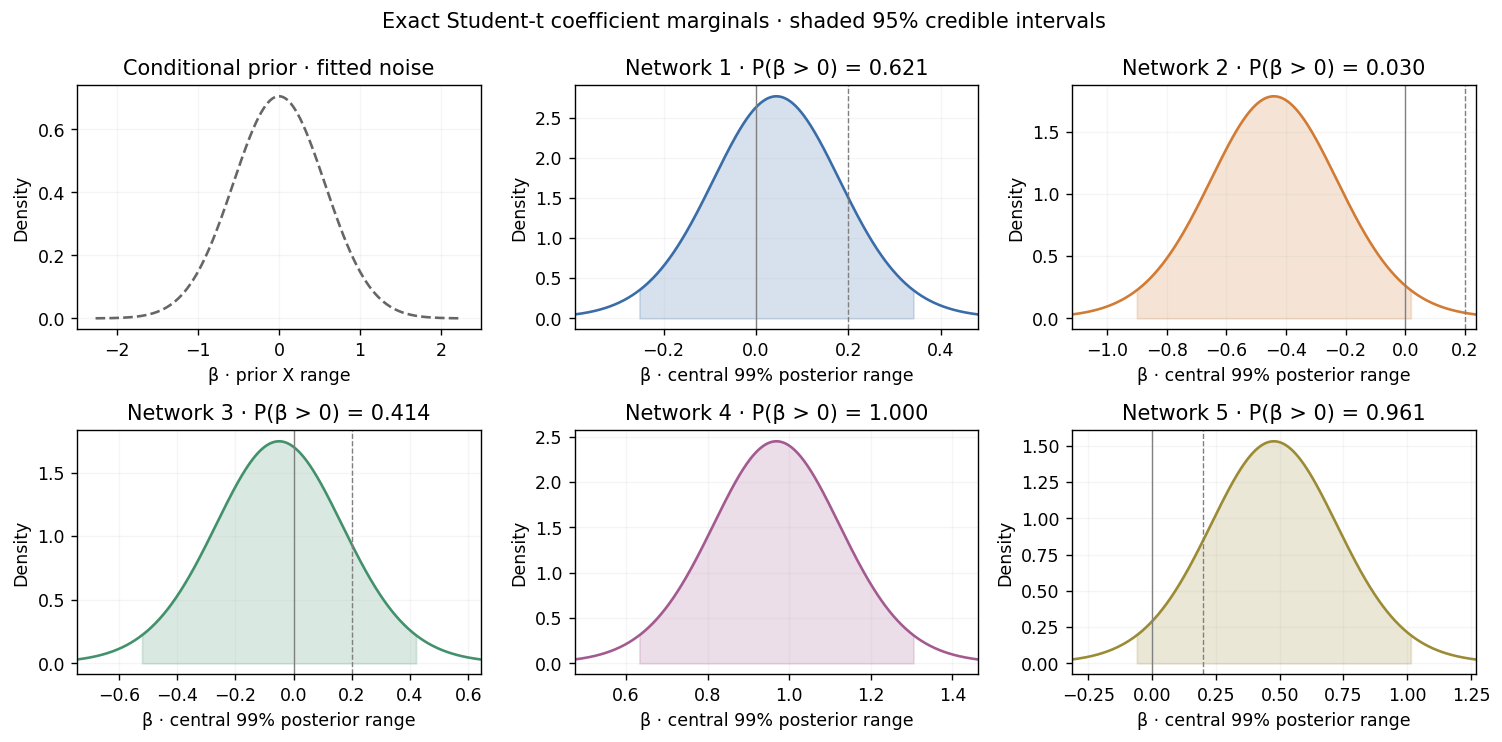 Exact Student-t coefficient marginals · shaded 95% credible intervals
Conditional prior · fitted noise
Density
0.6
0.4
0.2
0.0
−2 −1 0 1 2
β · prior X range
Network 1 · P(β > 0) = 0.621
Density
2.5
2.0
1.5
1.0
0.5
0.0
−0.2 0.0 0.2 0.4
β · central 99% posterior range
Network 2 · P(β > 0) = 0.030
Density
1.5
1.0
0.5
0.0
−1.0 −0.8 −0.6 −0.4 −0.2 0.0 0.2
β · central 99% posterior range
Network 3 · P(β > 0) = 0.414
Density
1.5
1.0
0.5
0.0
−0.6 −0.4 −0.2 0.0 0.2 0.4 0.6
β · central 99% posterior range
Network 4 · P(β > 0) = 1.000
Density
2.5
2.0
1.5
1.0
0.5
0.0
0.6 0.8 1.0 1.2 1.4
β · central 99% posterior range
Network 5 · P(β > 0) = 0.961
Density
1.50
1.25
1.00
0.75
0.50
0.25
0.00
−0.25 0.00 0.25 0.50 0.75 1.00 1.25
β · central 99% posterior range